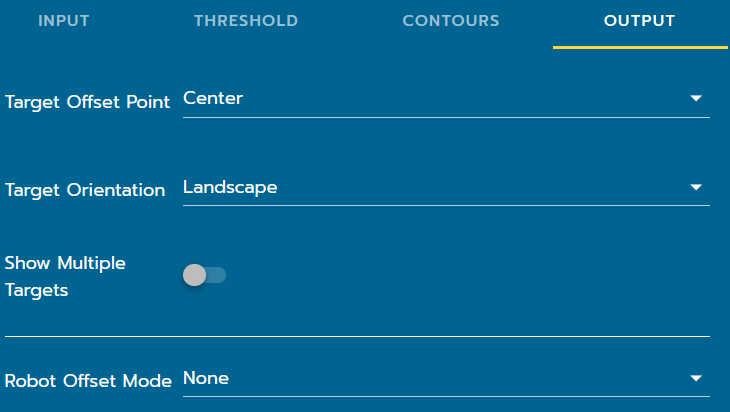 INPUT THRESHOLD CONTOURS OUTPUT
Target Offset Point Center
Target Orientation Landscape
Show Multiple
Targets
Robot Offset Mode None